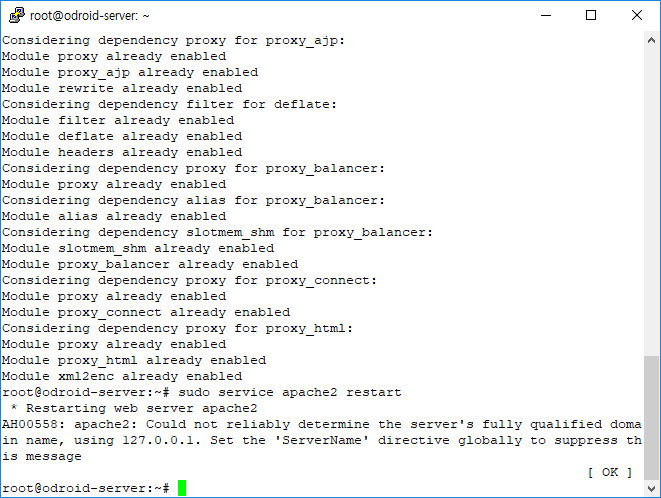 root@odroid-server: ~
Considering dependency proxy for proxy_ajp:
Module proxy already enabled
Module proxy_ajp already enabled
Module rewrite already enabled
Considering dependency filter for deflate:
Module filter already enabled
Module deflate already enabled
Module headers already enabled
Considering dependency proxy for proxy_balancer:
Module proxy already enabled
Considering dependency alias for proxy_balancer:
Module alias already enabled
Considering dependency slotmem_shm for proxy_balancer:
Module slotmem_shm already enabled
Module proxy_balancer already enabled
Considering dependency proxy for proxy_connect:
Module proxy already enabled
Module proxy_connect already enabled
Considering dependency proxy for proxy_html:
Module proxy already enabled
Module proxy_html already enabled
Module xml2enc already enabled
root@odroid-server:~# sudo service apache2 restart
 * Restarting web server apache2
AH00558: apache2: Could not reliably determine the server's fully qualified doma
in name, using 127.0.0.1. Set the 'ServerName' directive globally to suppress th
is message
[ OK ]
root@odroid-server:~#